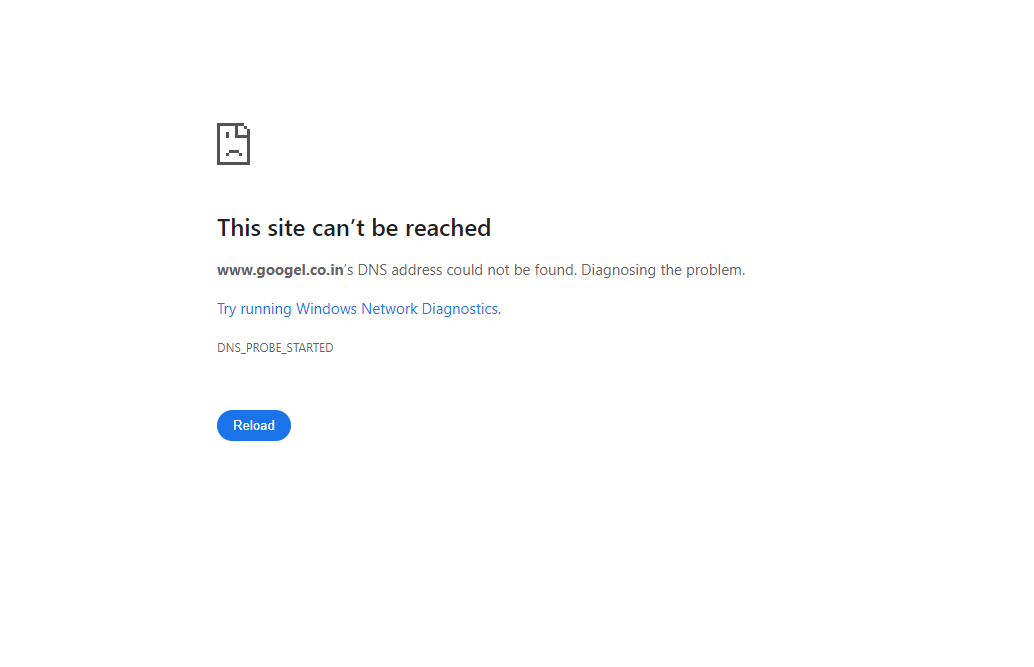 This site can’t be reached
www.googel.co.in’s DNS address could not be found. Diagnosing the problem.
Try running Windows Network Diagnostics.
DNS_PROBE_STARTED
Reload